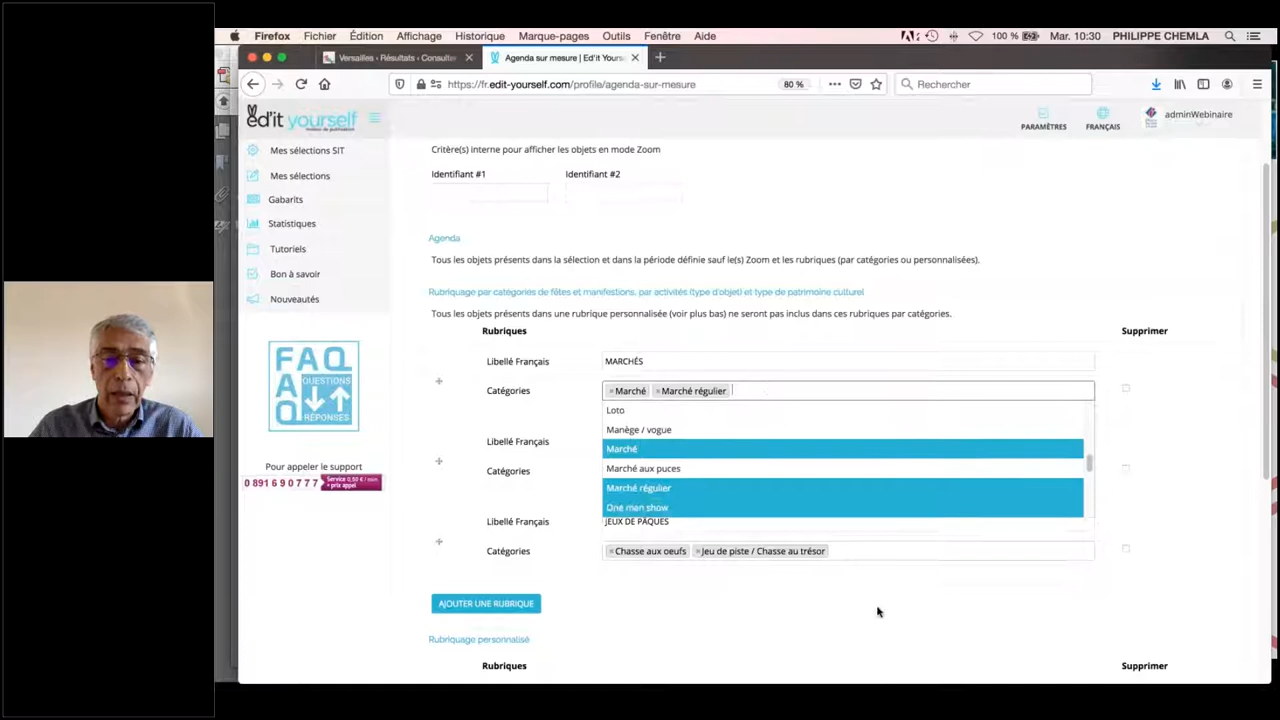 Firefox Fichier Édition Affichage Historique Marque-pages Outils Fenêtre Aide 100 % Mar. 10:30 PHILIPPE CHEMLA
Versailles ‹ Résultats ‹ Consulter
Agenda sur mesure | Ed'it Yours
https://fr.edit-yourself.com/profile/agenda-sur-mesure 80 % Rechercher
ed'it yourself
PARAMÈTRES FRANÇAIS adminWebinaire
Mes sélections SIT
Mes sélections
Gabarits
Statistiques
Tutoriels
Bon à savoir
Nouveautés
FAQ
QUESTIONS
RÉPONSES
Pour appeler le support
0 891 690 777 Service 0,50 € / min + prix appel
Critère(s) interne pour afficher les objets en mode Zoom
Identifiant #1 Identifiant #2
Agenda
Tous les objets présents dans la sélection et dans la période définie sauf le(s) Zoom et les rubriques (par catégories ou personnalisées).
Rubriquage par catégories de fêtes et manifestions, par activités (type d'objet) et type de patrimoine culturel
Tous les objets présents dans une rubrique personnalisée (voir plus bas) ne seront pas inclus dans ces rubriques par catégories.
Rubriques Supprimer
Libellé Français MARCHÉS
Catégories × Marché × Marché régulier
Loto
Manège / vogue
Libellé Français
Marché
Catégories
Marché aux puces
Marché régulier
One man show
Libellé Français JEUX DE PÂQUES
Catégories × Chasse aux oeufs × Jeu de piste / Chasse au trésor
AJOUTER UNE RUBRIQUE
Rubriquage personnalisé
Rubriques Supprimer